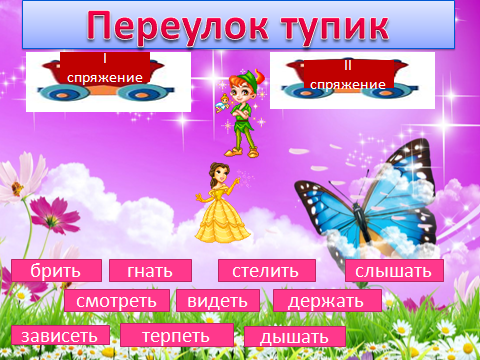 Переулок тупик
I
спряжение
II
спряжение
брить гнать стелить слышать
смотреть видеть держать
зависеть терпеть дышать